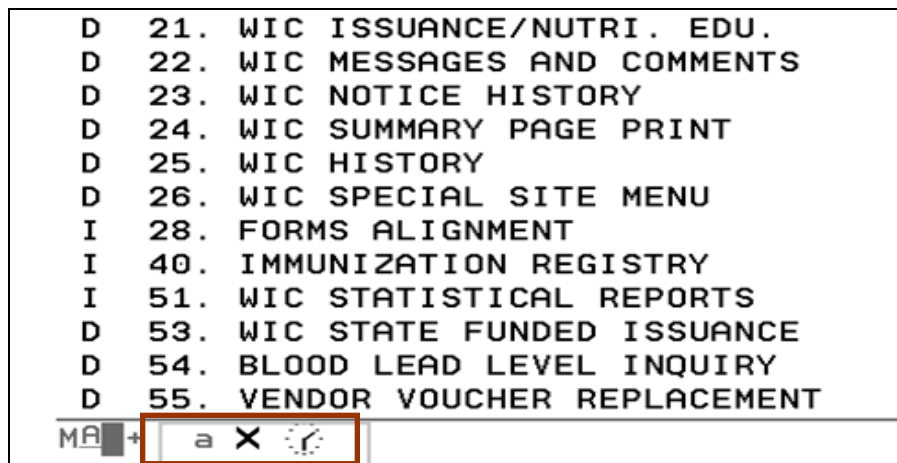 D 21. WIC ISSUANCE/NUTRI. EDU.
D 22. WIC MESSAGES AND COMMENTS
D 23. WIC NOTICE HISTORY
D 24. WIC SUMMARY PAGE PRINT
D 25. WIC HISTORY
D 26. WIC SPECIAL SITE MENU
I 28. FORMS ALIGNMENT
I 40. IMMUNIZATION REGISTRY
I 51. WIC STATISTICAL REPORTS
D 53. WIC STATE FUNDED ISSUANCE
D 54. BLOOD LEAD LEVEL INQUIRY
D 55. VENDOR VOUCHER REPLACEMENT
MA + a X